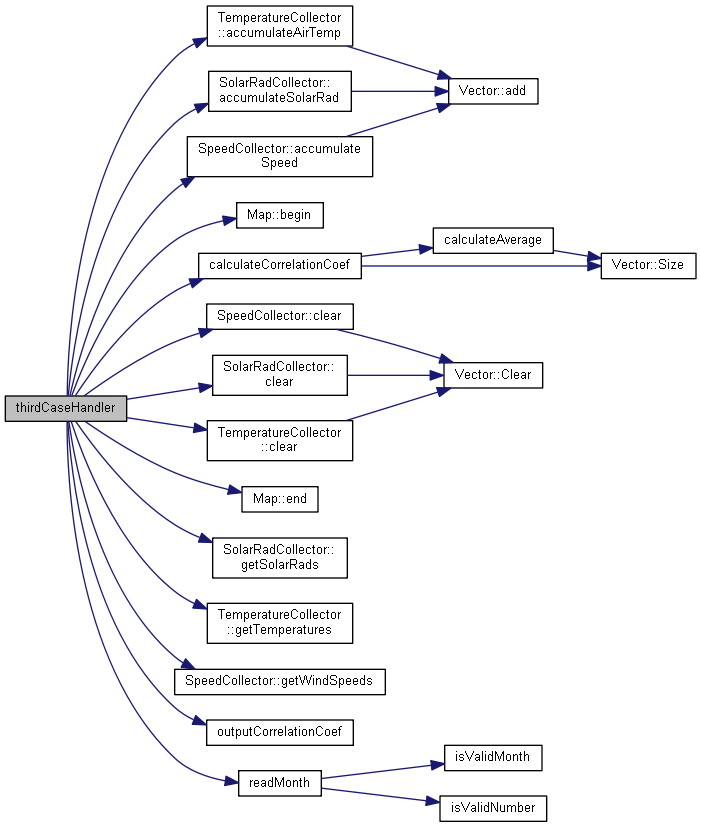 TemperatureCollector
::accumulateAirTemp
SolarRadCollector::
accumulateSolarRad
Vector::add
SpeedCollector::accumulate
Speed
Map::begin
calculateAverage
calculateCorrelationCoef
Vector::Size
SpeedCollector::clear
SolarRadCollector::
clear
Vector::Clear
thirdCaseHandler
TemperatureCollector
::clear
Map::end
SolarRadCollector::
getSolarRads
TemperatureCollector
::getTemperatures
SpeedCollector::getWindSpeeds
outputCorrelationCoef
isValidMonth
readMonth
isValidNumber